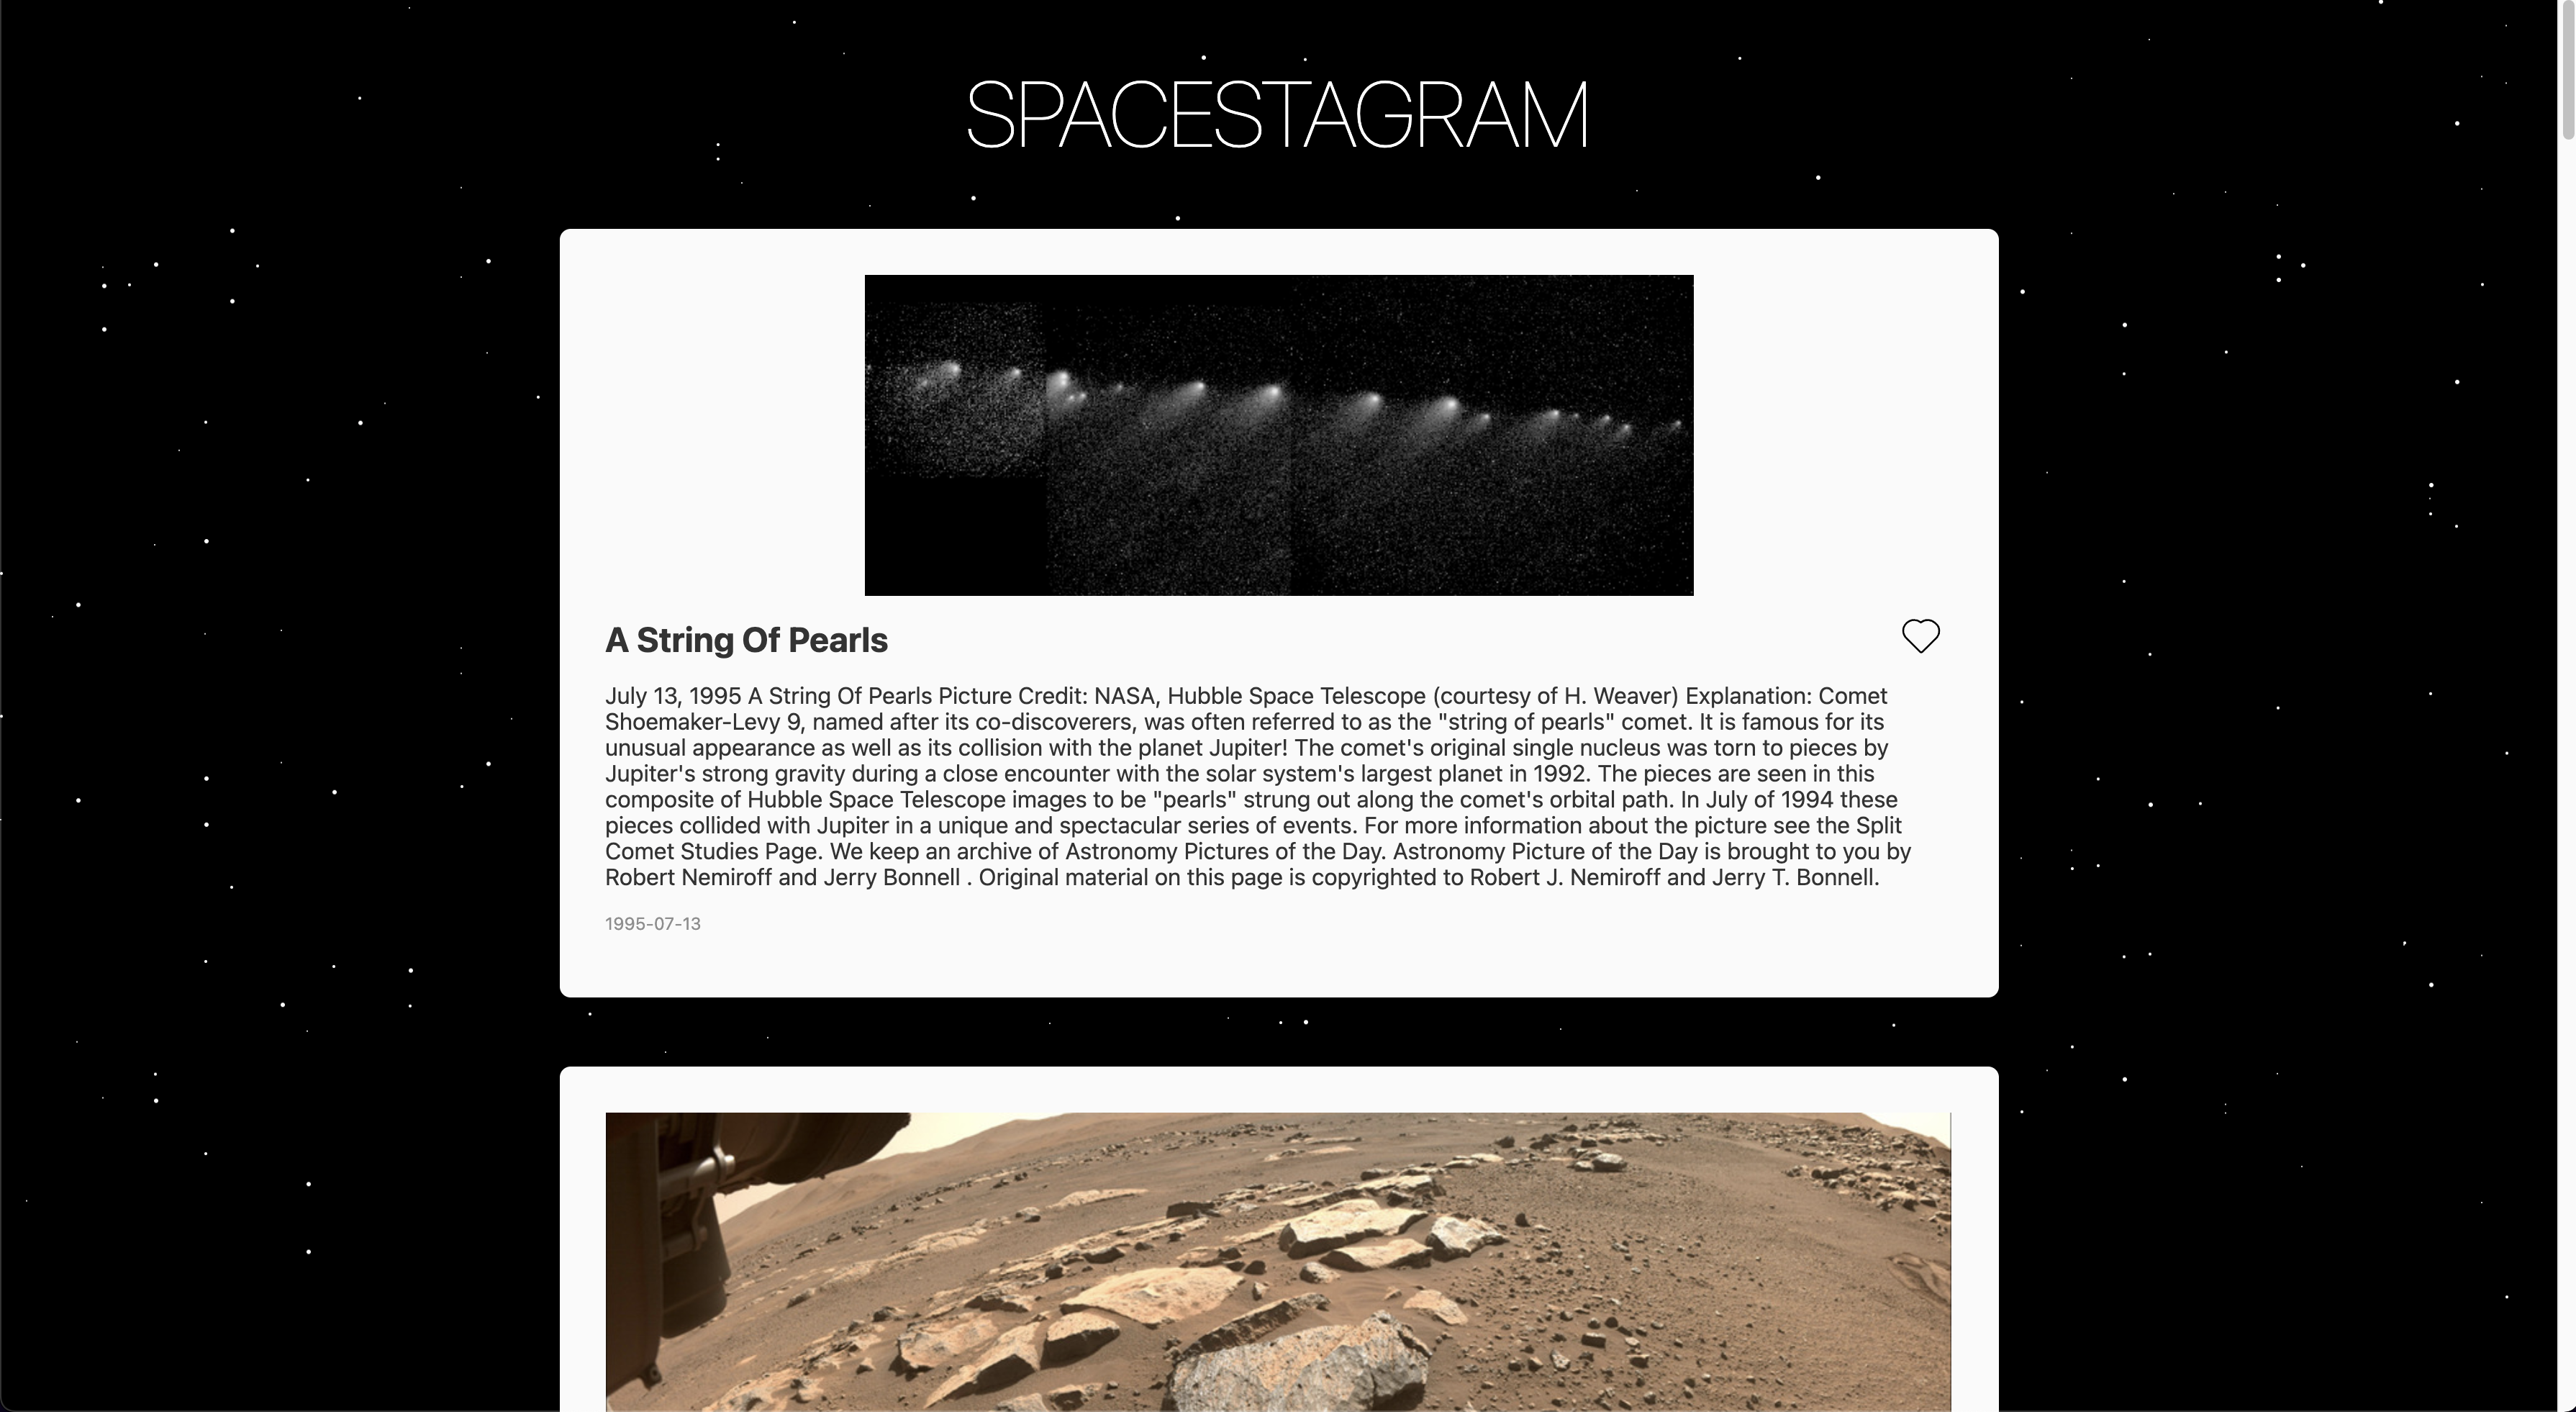 SPACESTAGRAM
A String Of Pearls
July 13, 1995 A String Of Pearls Picture Credit: NASA, Hubble Space Telescope (courtesy of H. Weaver) Explanation: Comet
Shoemaker-Levy 9, named after its co-discoverers, was often referred to as the "string of pearls" comet. It is famous for its
unusual appearance as well as its collision with the planet Jupiter! The comet's original single nucleus was torn to pieces by
Jupiter's strong gravity during a close encounter with the solar system's largest planet in 1992. The pieces are seen in this
composite of Hubble Space Telescope images to be "pearls" strung out along the comet's orbital path. In July of 1994 these
pieces collided with Jupiter in a unique and spectacular series of events. For more information about the picture see the Split
Comet Studies Page. We keep an archive of Astronomy Pictures of the Day. Astronomy Picture of the Day is brought to you by
Robert Nemiroff and Jerry Bonnell . Original material on this page is copyrighted to Robert J. Nemiroff and Jerry T. Bonnell.
1995-07-13